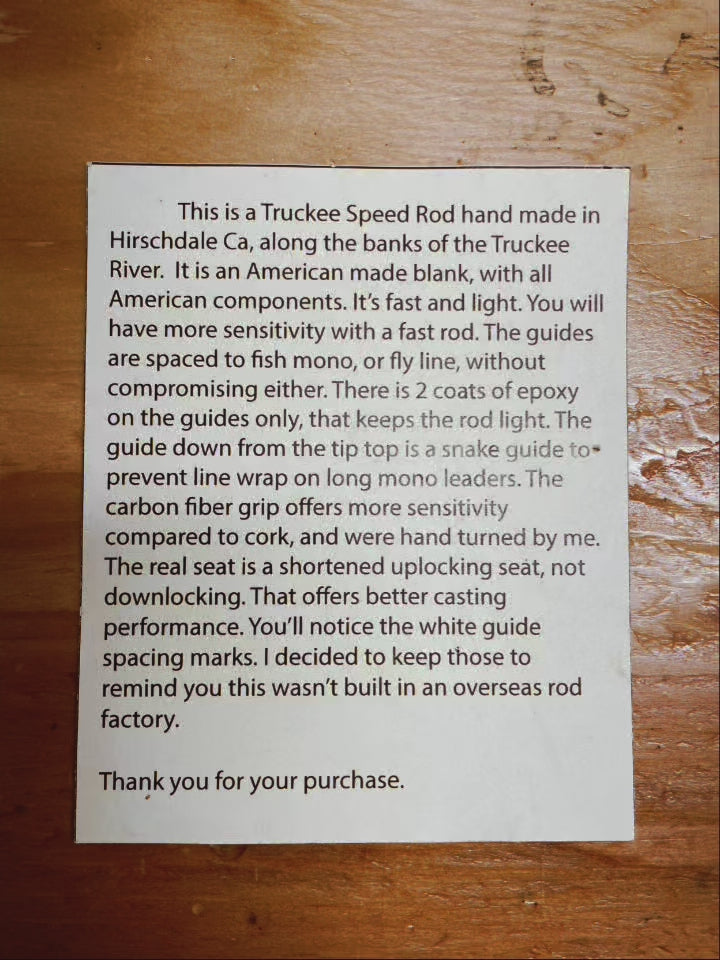 This is a Truckee Speed Rod hand made in
Hirschdale Ca, along the banks of the Truckee
River. It is an American made blank, with all
American components. It's fast and light. You will
have more sensitivity with a fast rod. The guides
are spaced to fish mono, or fly line, without
compromising either. There is 2 coats of epoxy
on the guides only, that keeps the rod light. The
guide down from the tip top is a snake guide to
prevent line wrap on long mono leaders. The
carbon fiber grip offers more sensitivity
compared to cork, and were hand turned by me.
The real seat is a shortened uplocking seat, not
downlocking. That offers better casting
performance. You'll notice the white guide
spacing marks. I decided to keep those to
remind you this wasn't built in an overseas rod
factory.
Thank you for your purchase.